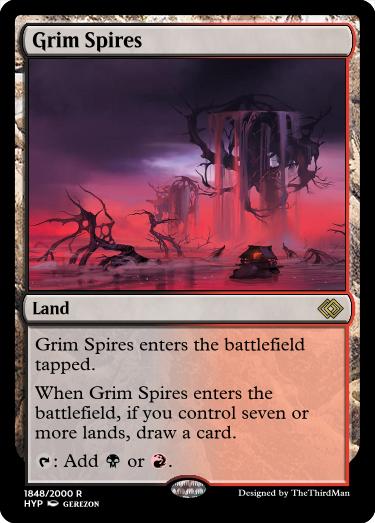 Grim Spires
Land
Grim Spires enters the battlefield
tapped.
When Grim Spires enters the
battlefield, if you control seven or
more lands, draw a card.
: Add or .
1848/2000 R
HYP GEREZON
Designed by TheThirdMan